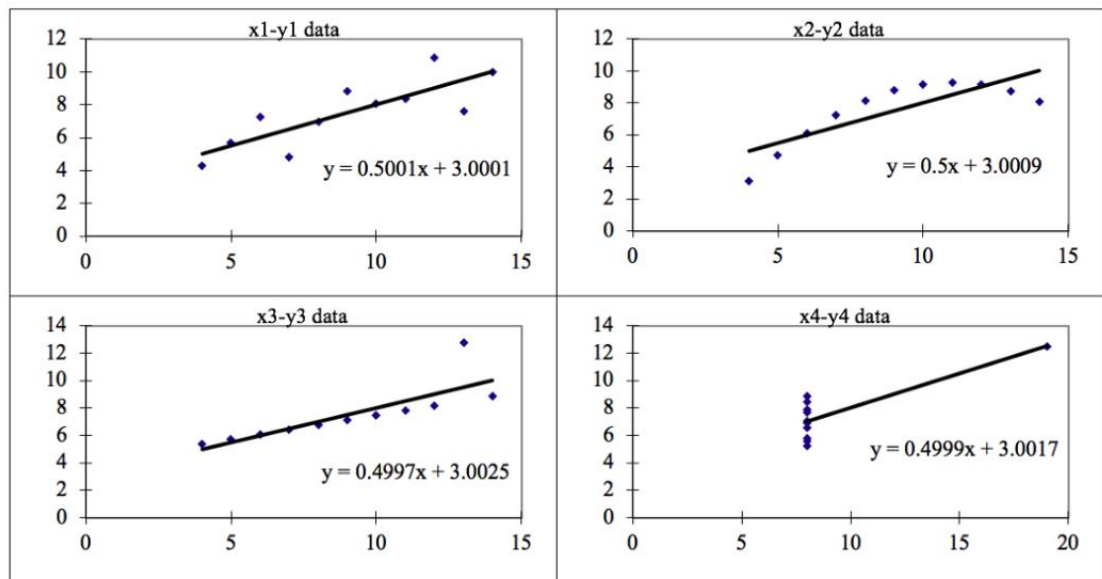 x1-y1 data
12
10
8
6
4
2
0
0 5 10 15
y = 0.5001x + 3.0001
x2-y2 data
12
10
8
6
4
2
0
0 5 10 15
y = 0.5x + 3.0009
x3-y3 data
14
12
10
8
6
4
2
0
0 5 10 15
y = 0.4997x + 3.0025
x4-y4 data
14
12
10
8
6
4
2
0
0 5 10 15 20
y = 0.4999x + 3.0017